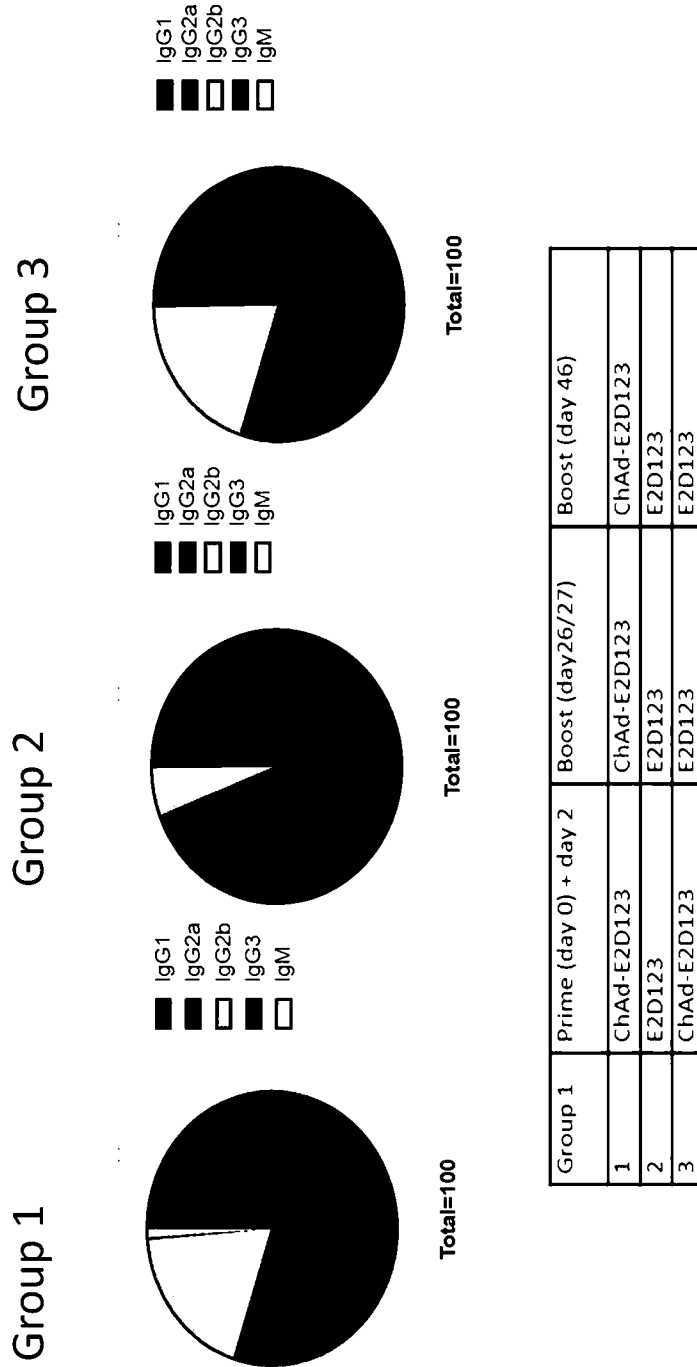 Group 1
Group 2
Group 3
IgG1
IgG2a
IgG2b
IgG3
IgM
Total=100
IgG1
IgG2a
IgG2b
IgG3
IgM
Total=100
IgG1
IgG2a
IgG2b
IgG3
IgM
Total=100
Group 1 Prime (day 0) + day 2 Boost (day26/27) Boost (day 46)
1 ChAd-E2D123 ChAd-E2D123 ChAd-E2D123
2 E2D123 E2D123 E2D123
3 ChAd-E2D123 E2D123 E2D123